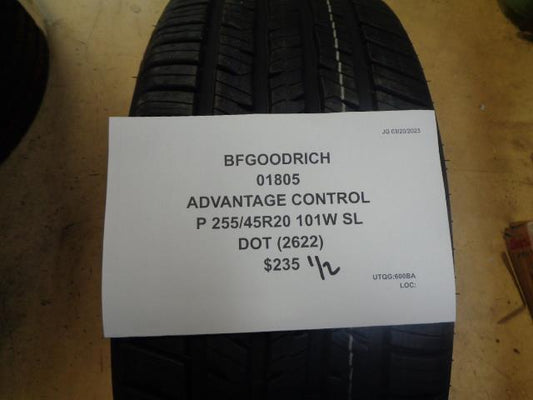 JG 03/20/2023
BFGOODRICH
01805
ADVANTAGE CONTROL
P 255/45R20 101W SL
DOT (2622)
$235 1/2
UTQG:600BA
LOC: